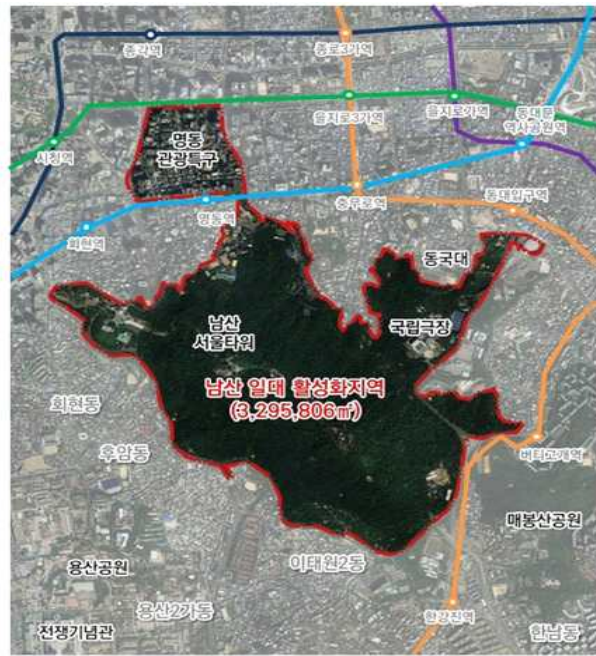 종각역
종로3가역
을지로3가역
을지로가역
동대문
역사공원역
시청역
명동
관광특구
명동역
충무로역
동대입구역
회현역
동국대
남산
서울타워
국립극장
남산 일대 활성화지역
(3,295,806㎡)
회현동
후암동
버티고개역
매봉산공원
이태원2동
용산공원
용산2가동
한강진역
전쟁기념관
한남동